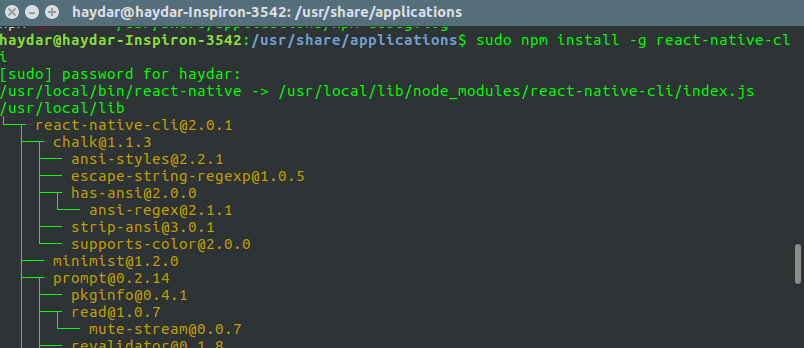 haydar@haydar-Inspiron-3542: /usr/share/applications
haydar@haydar-Inspiron-3542:/usr/share/applications$ sudo npm install -g react-native-cl
i
[sudo] password for haydar:
/usr/local/bin/react-native -> /usr/local/lib/node_modules/react-native-cli/index.js
/usr/local/lib
└─┬ react-native-cli@2.0.1
  ├─┬ chalk@1.1.3
  │ ├── ansi-styles@2.2.1
  │ ├── escape-string-regexp@1.0.5
  │ ├─┬ has-ansi@2.0.0
  │ │ └── ansi-regex@2.1.1
  │ ├── strip-ansi@3.0.1
  │ └── supports-color@2.0.0
  ├── minimist@1.2.0
  ├─┬ prompt@0.2.14
  │ ├── pkginfo@0.4.1
  │ ├─┬ read@1.0.7
  │ │ └── mute-stream@0.0.7
  │ ├── revalidator@0.1.8